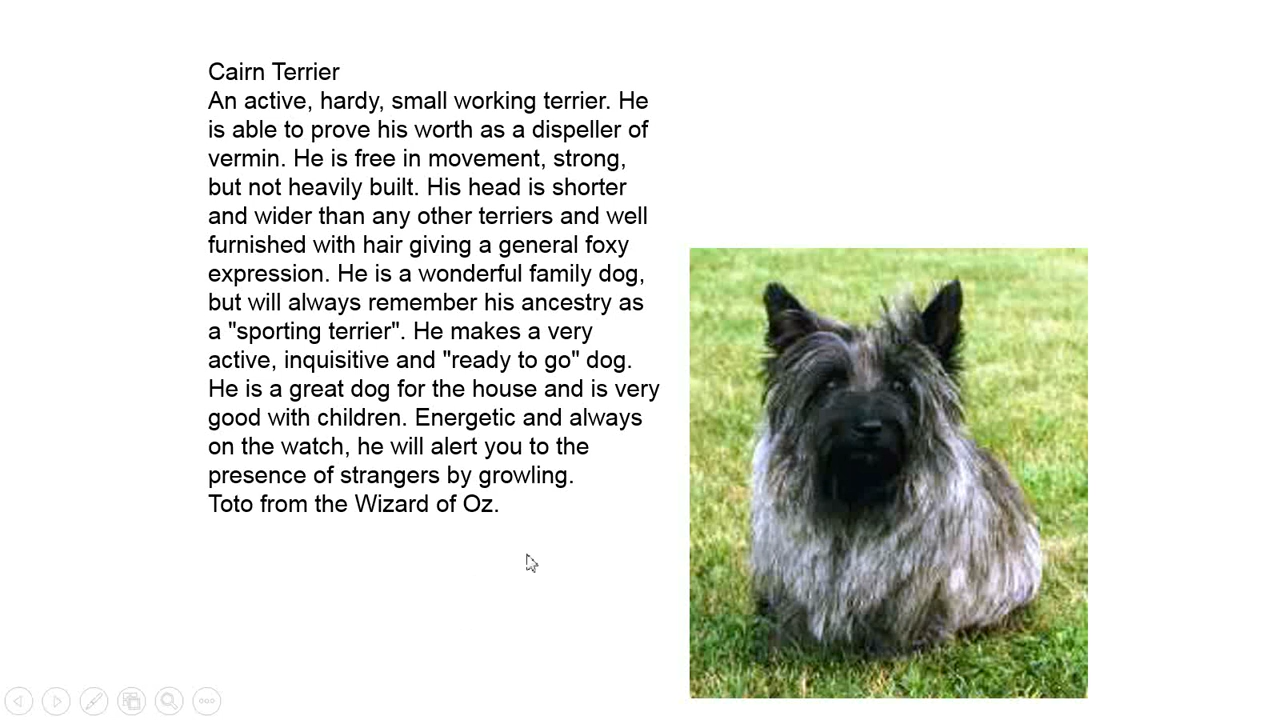 Cairn Terrier
An active, hardy, small working terrier. He
is able to prove his worth as a dispeller of
vermin. He is free in movement, strong,
but not heavily built. His head is shorter
and wider than any other terriers and well
furnished with hair giving a general foxy
expression. He is a wonderful family dog,
but will always remember his ancestry as
a "sporting terrier". He makes a very
active, inquisitive and "ready to go" dog.
He is a great dog for the house and is very
good with children. Energetic and always
on the watch, he will alert you to the
presence of strangers by growling.
Toto from the Wizard of Oz.